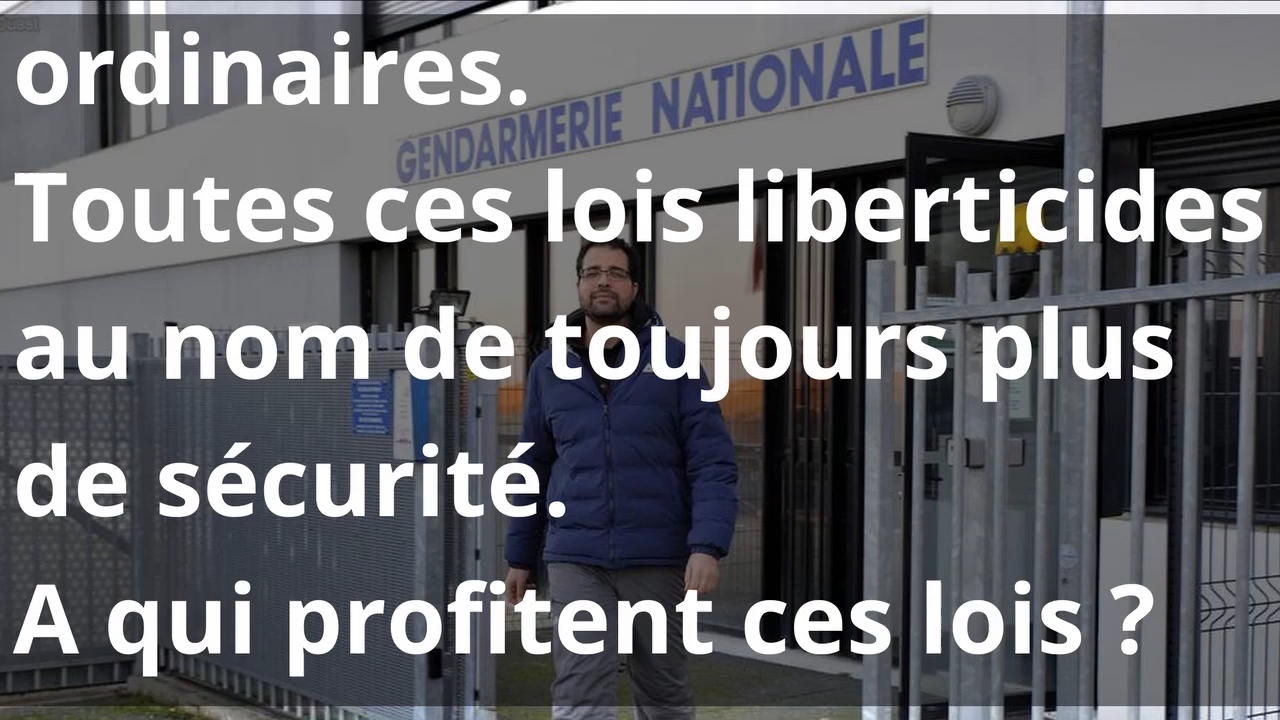 ordinaires.
GENDARMERIE NATIONALE
Toutes ces lois liberticides
au nom de toujours plus
de sécurité.
A qui profitent ces lois ?